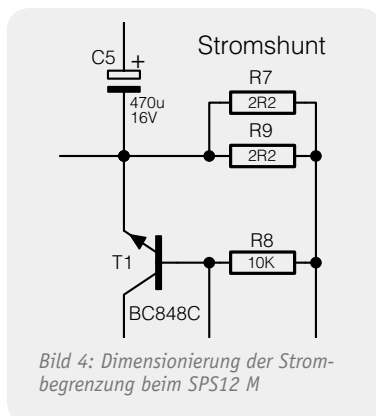 Stromshunt
C5
+
470u
16V
R7
2R2
R9
2R2
R8
10K
T1
BC848C
Bild 4: Dimensionierung der Strom-
begrenzung beim SPS12 M